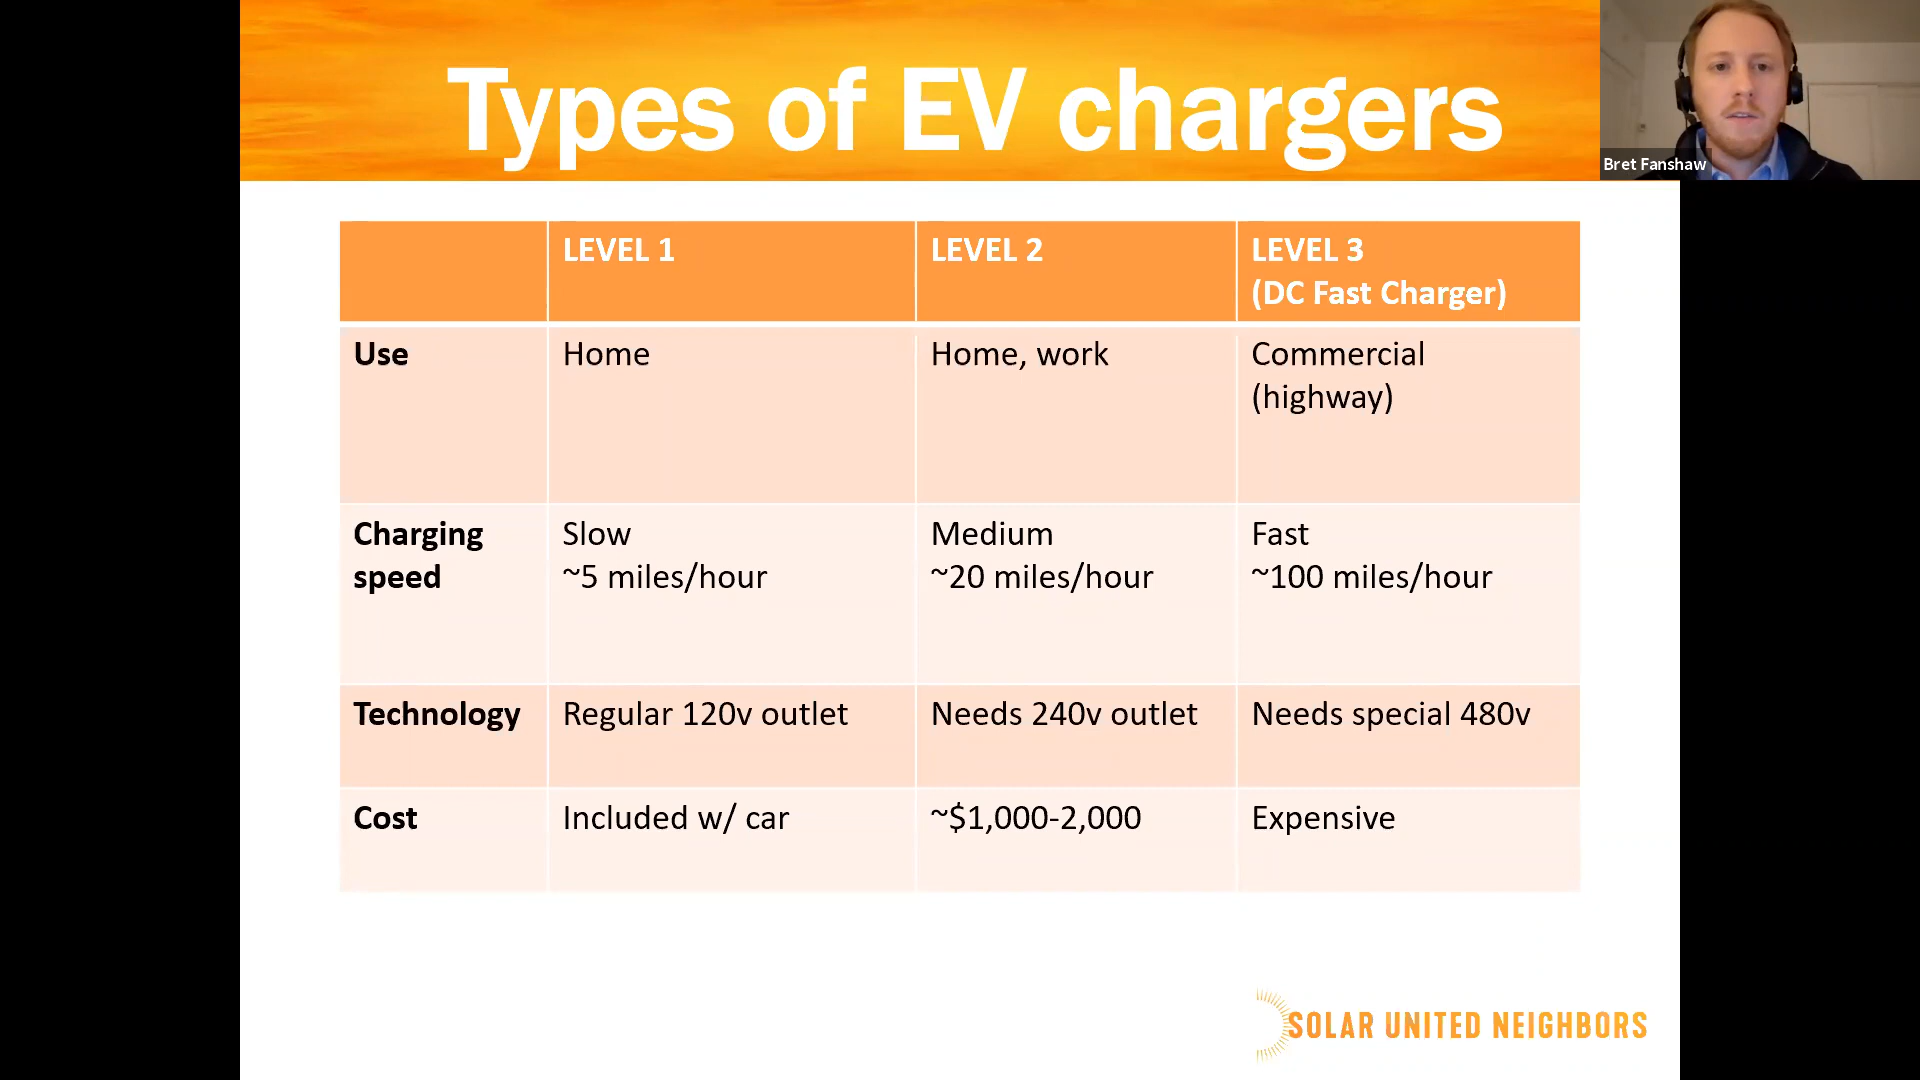 Types of EV chargers
Bret Fanshaw
LEVEL 1
LEVEL 2
LEVEL 3
(DC Fast Charger)
Use
Home
Home, work
Commercial
(highway)
Charging
speed
Slow
~5 miles/hour
Medium
~20 miles/hour
Fast
~100 miles/hour
Technology
Regular 120v outlet
Needs 240v outlet
Needs special 480v
Cost
Included w/ car
~$1,000-2,000
Expensive
SOLAR UNITED NEIGHBORS